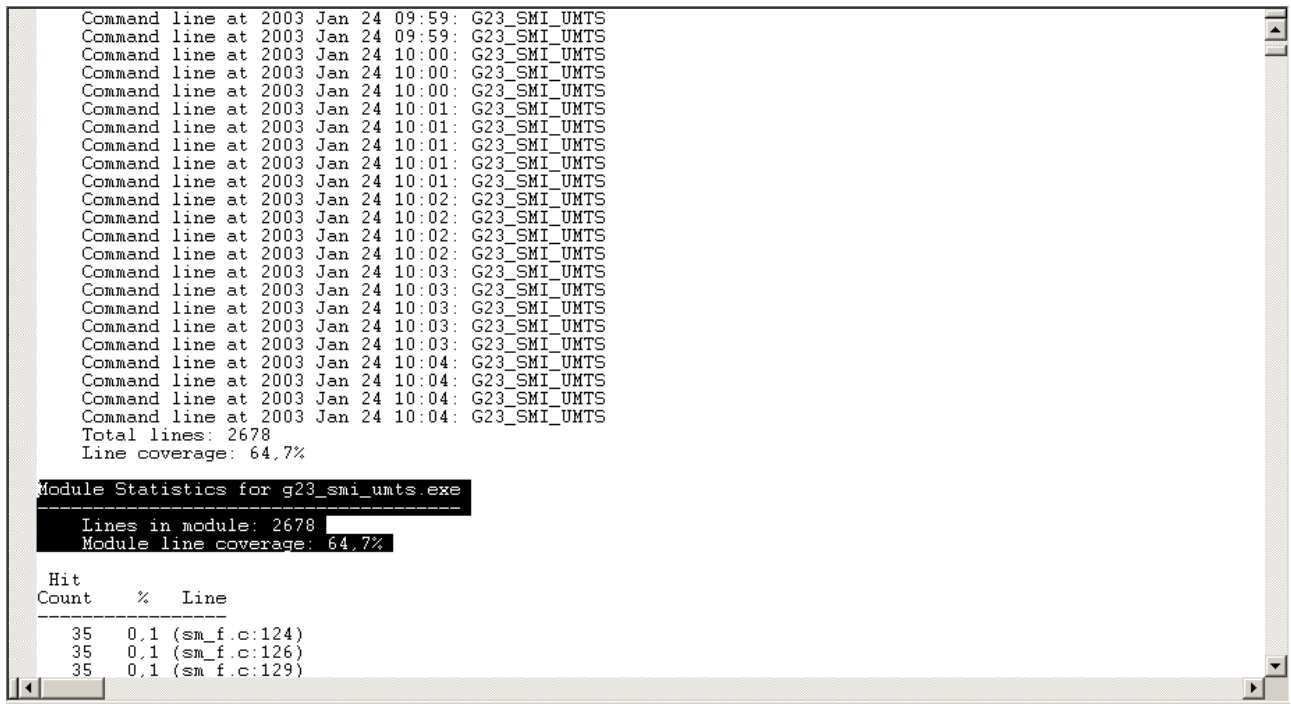 Command line at 2003 Jan 24 09:59: G23_SMI_UMTS
Command line at 2003 Jan 24 09:59: G23_SMI_UMTS
Command line at 2003 Jan 24 10:00: G23_SMI_UMTS
Command line at 2003 Jan 24 10:00: G23_SMI_UMTS
Command line at 2003 Jan 24 10:00: G23_SMI_UMTS
Command line at 2003 Jan 24 10:01: G23_SMI_UMTS
Command line at 2003 Jan 24 10:01: G23_SMI_UMTS
Command line at 2003 Jan 24 10:01: G23_SMI_UMTS
Command line at 2003 Jan 24 10:01: G23_SMI_UMTS
Command line at 2003 Jan 24 10:01: G23_SMI_UMTS
Command line at 2003 Jan 24 10:02: G23_SMI_UMTS
Command line at 2003 Jan 24 10:02: G23_SMI_UMTS
Command line at 2003 Jan 24 10:02: G23_SMI_UMTS
Command line at 2003 Jan 24 10:02: G23_SMI_UMTS
Command line at 2003 Jan 24 10:03: G23_SMI_UMTS
Command line at 2003 Jan 24 10:03: G23_SMI_UMTS
Command line at 2003 Jan 24 10:03: G23_SMI_UMTS
Command line at 2003 Jan 24 10:03: G23_SMI_UMTS
Command line at 2003 Jan 24 10:03: G23_SMI_UMTS
Command line at 2003 Jan 24 10:04: G23_SMI_UMTS
Command line at 2003 Jan 24 10:04: G23_SMI_UMTS
Command line at 2003 Jan 24 10:04: G23_SMI_UMTS
Command line at 2003 Jan 24 10:04: G23_SMI_UMTS
Total lines: 2678
Line coverage: 64,7%
Module Statistics for g23_smi_umts.exe
---------------------------------------
Lines in module: 2678
Module line coverage: 64,7%
Hit
Count % Line
------------------
35 0,1 (sm_f.c:124)
35 0,1 (sm_f.c:126)
35 0,1 (sm_f.c:129)